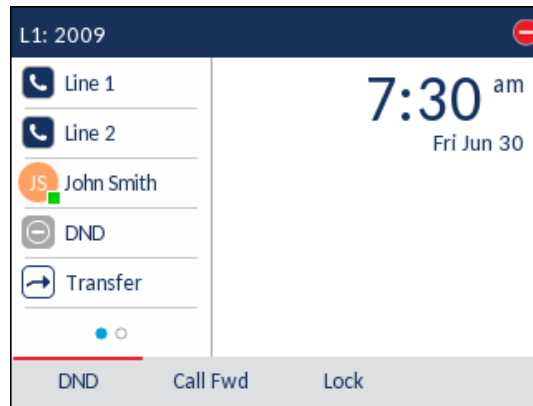 L1: 2009
Line 1
Line 2
JS John Smith
DND
Transfer
7:30 am
Fri Jun 30
DND Call Fwd Lock